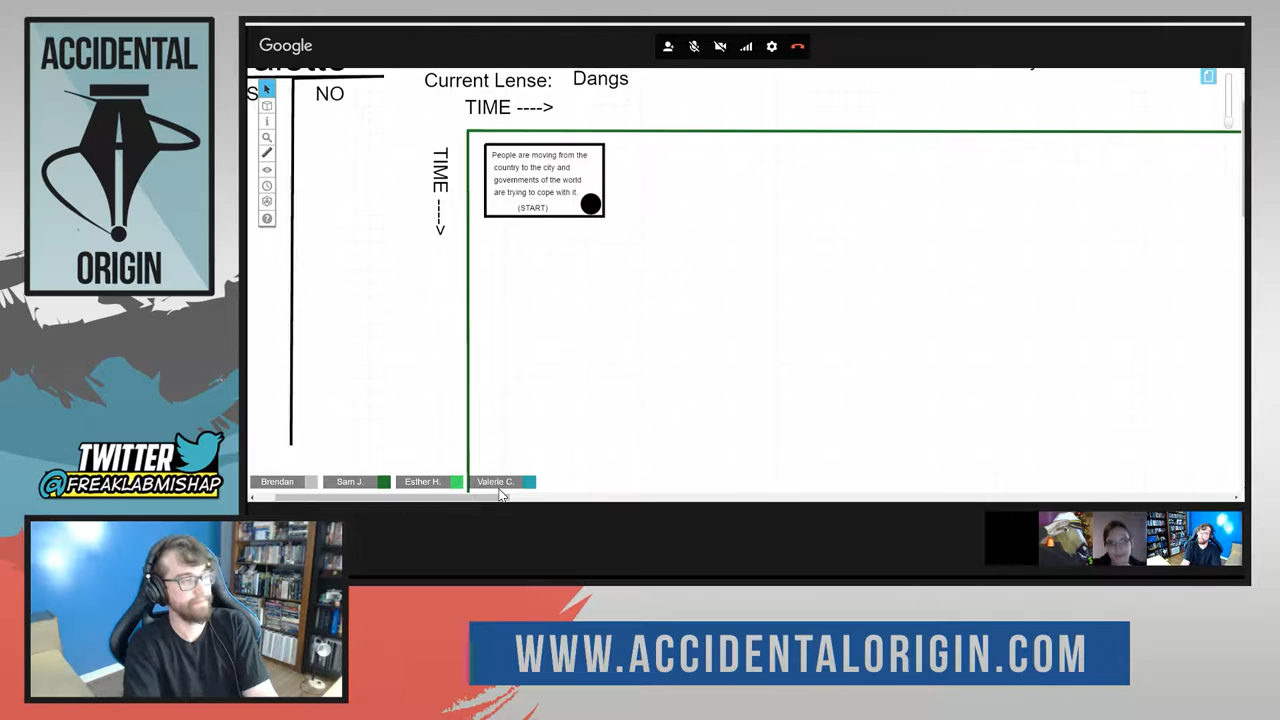 ACCIDENTAL
ORIGIN
TWITTER
@FREAKLABMISHAP
Google
NO
Current Lense: Dangs
TIME ---->
TIME ---->
People are moving from the
country to the city and
governments of the world
are trying to cope with it.
(START)
Brendan
Sam J.
Esther H.
Valerie C.
WWW.ACCIDENTALORIGIN.COM